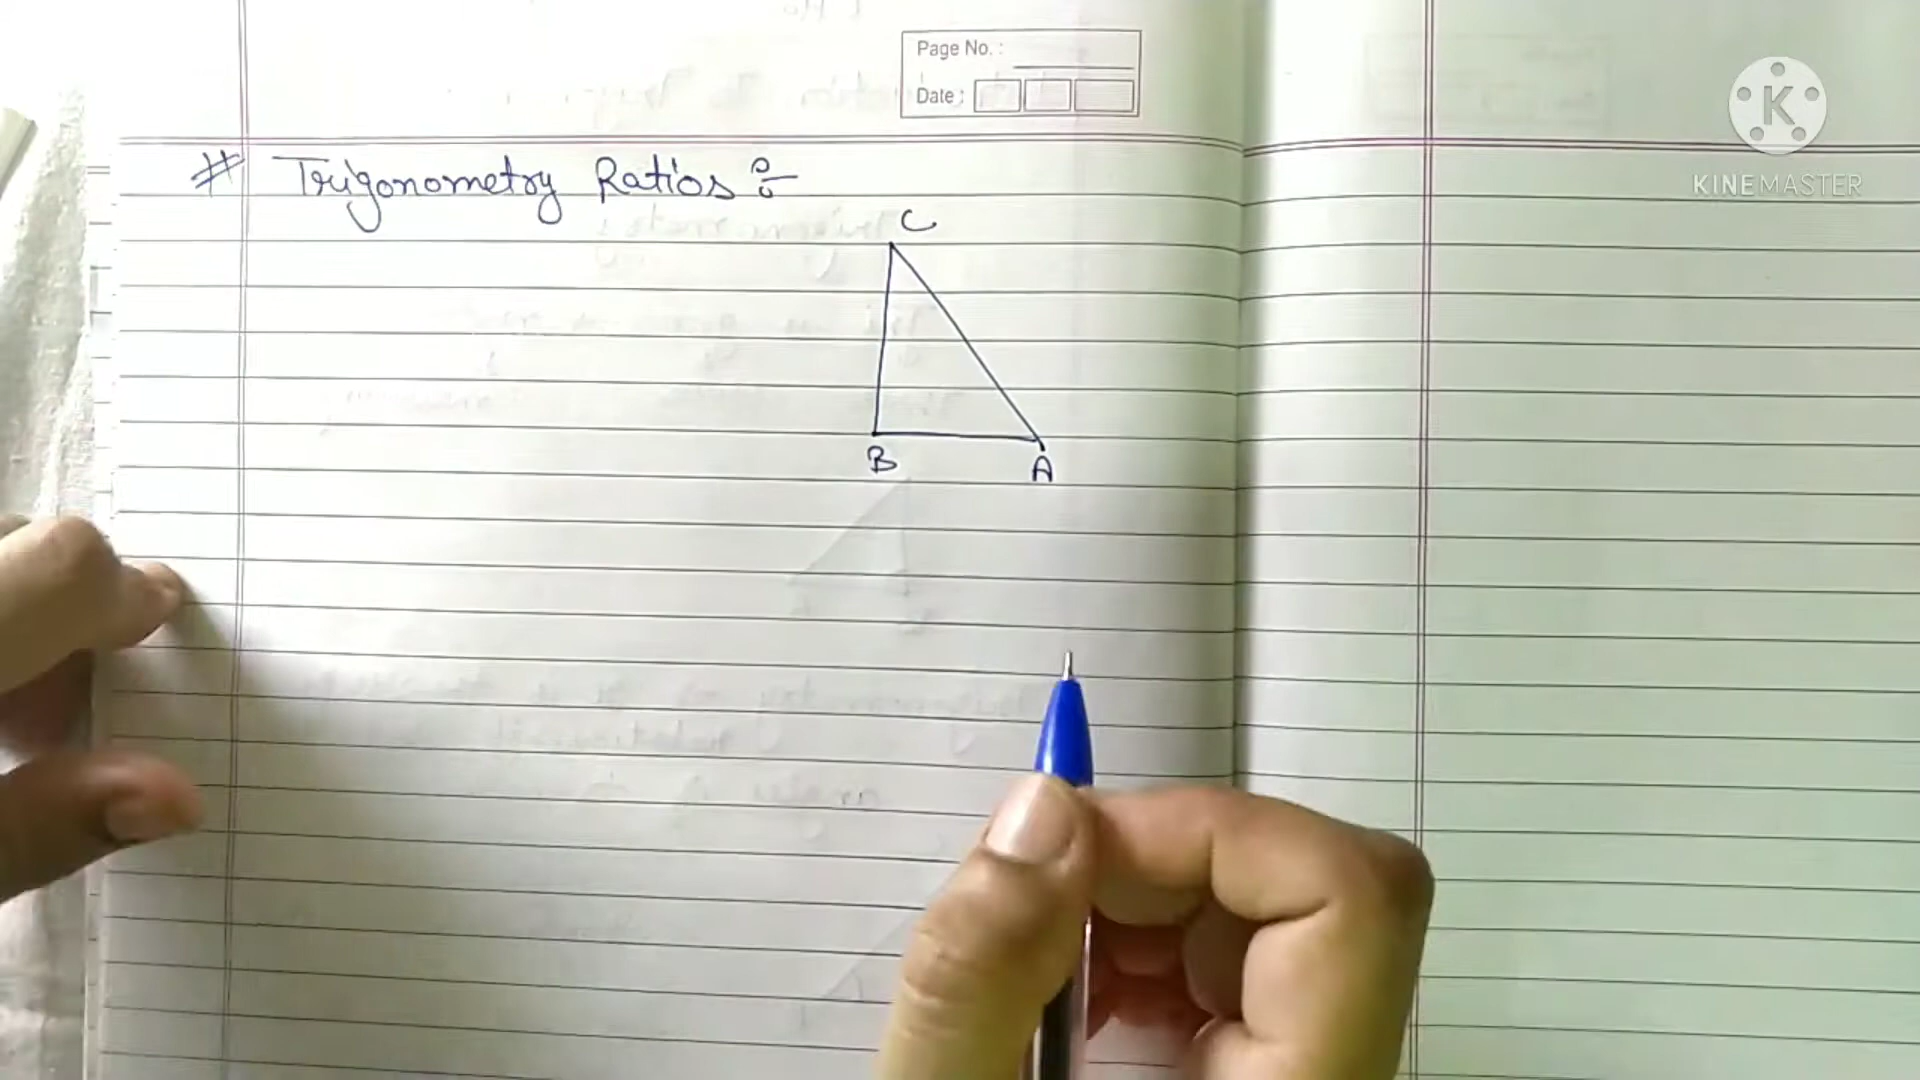 Page No. :
Date :
KINEMASTER
# Trigonometry Ratios :-
C
B
A